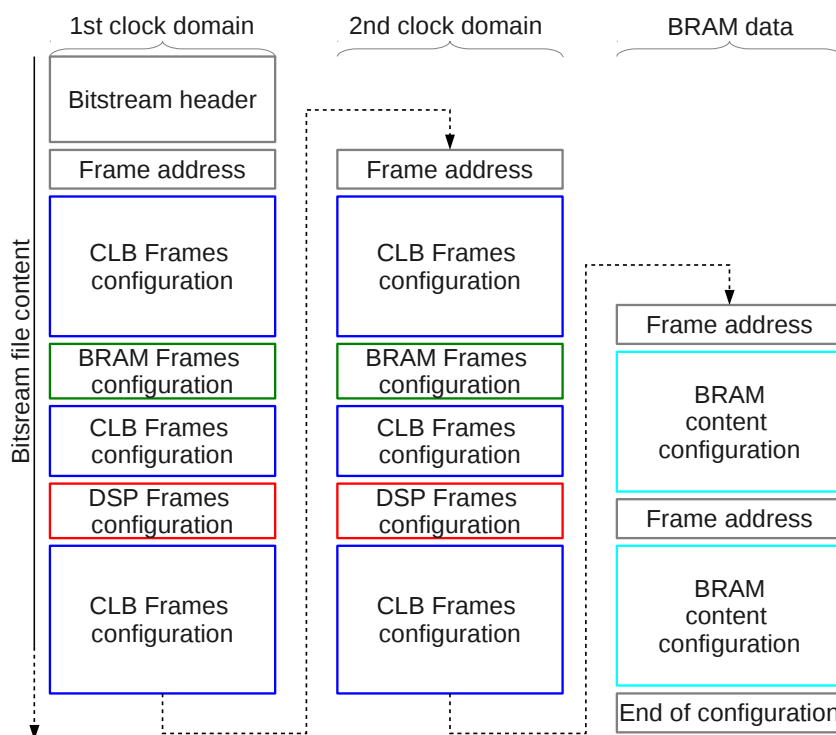 1st clock domain
2nd clock domain
BRAM data
Bitsream file content
Bitstream header
Frame address
CLB Frames
configuration
BRAM Frames
configuration
CLB Frames
configuration
DSP Frames
configuration
CLB Frames
configuration
Frame address
CLB Frames
configuration
BRAM Frames
configuration
CLB Frames
configuration
DSP Frames
configuration
CLB Frames
configuration
Frame address
BRAM
content
configuration
Frame address
BRAM
content
configuration
End of configuration